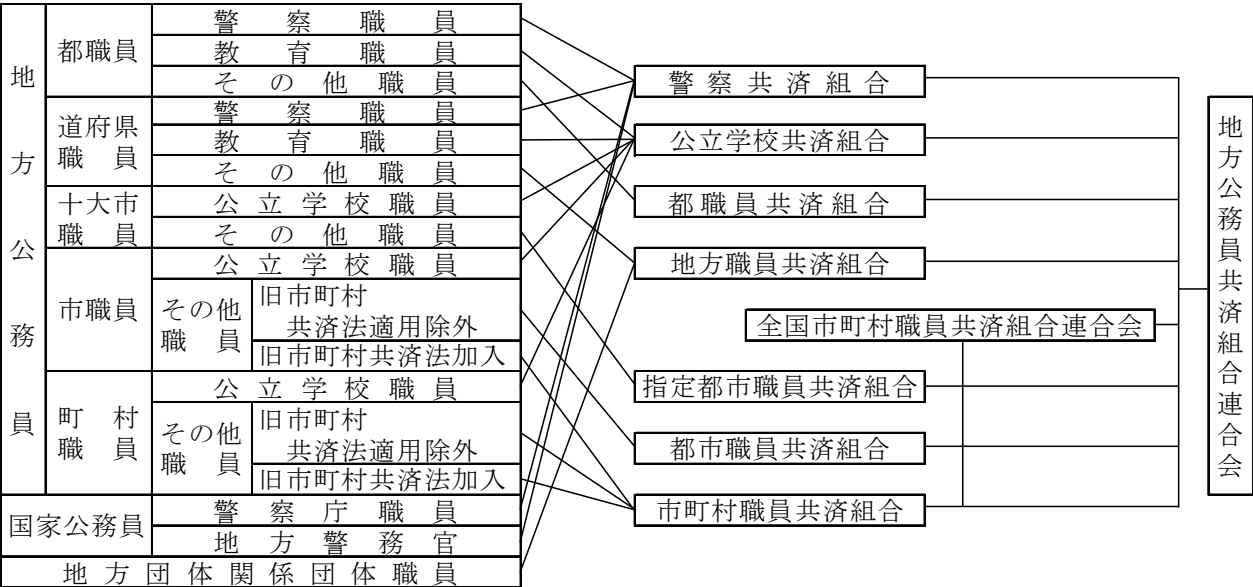 地方公務員
都職員
警察職員
教育職員
その他職員
道府県
職員
警察職員
教育職員
その他職員
十大市
職員
公立学校職員
その他職員
市職員
公立学校職員
その他
職員
旧市町村
共済法適用除外
旧市町村共済法加入
町村
職員
公立学校職員
その他
職員
旧市町村
共済法適用除外
旧市町村共済法加入
国家公務員
警察庁職員
地方警務官
地方団体関係団体職員
警察共済組合
公立学校共済組合
都職員共済組合
地方職員共済組合
全国市町村職員共済組合連合会
指定都市職員共済組合
都市職員共済組合
市町村職員共済組合
地方公務員共済組合連合会